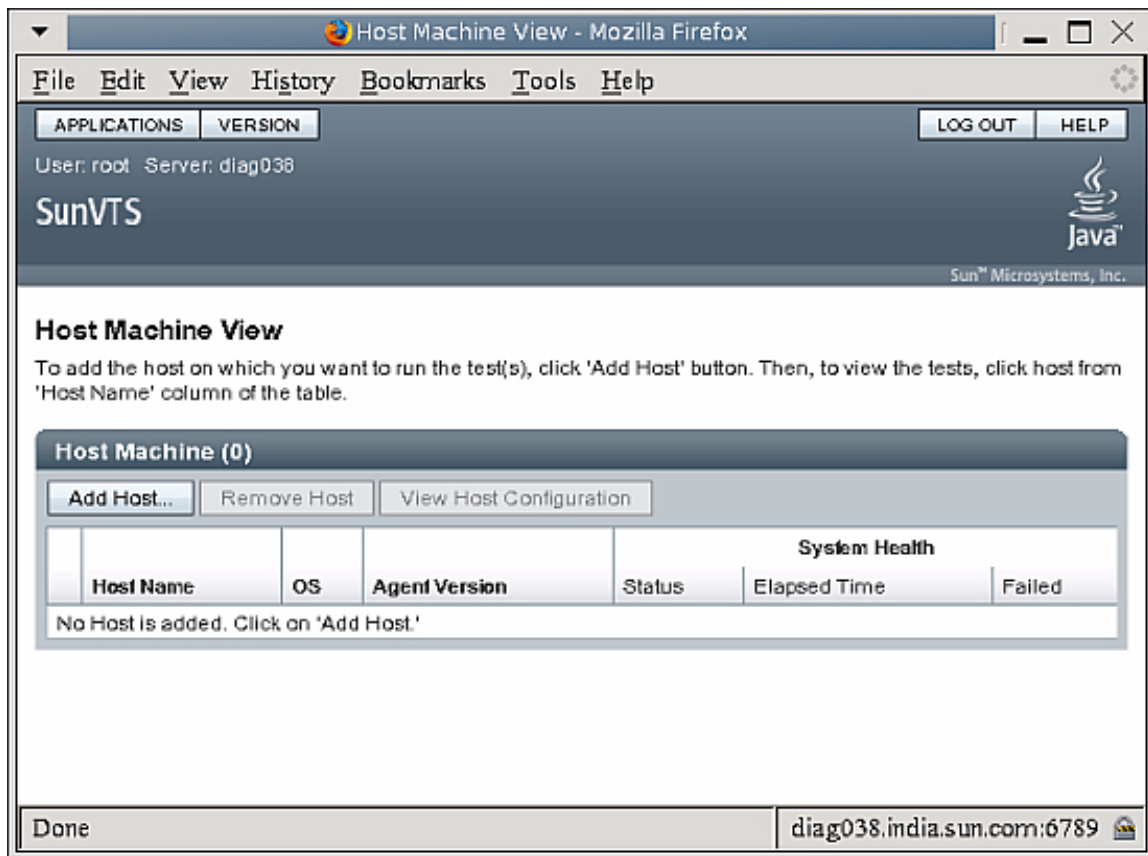 Host Machine View - Mozilla Firefox
File Edit View History Bookmarks Tools Help
APPLICATIONS VERSION LOG OUT HELP
User: root Server: diag038
SunVTS
Java™
Sun™ Microsystems, Inc.
Host Machine View
To add the host on which you want to run the test(s), click 'Add Host' button. Then, to view the tests, click host from
'Host Name' column of the table.
Host Machine (0)
Add Host... Remove Host View Host Configuration
System Health
Host Name OS Agent Version Status Elapsed Time Failed
No Host is added. Click on 'Add Host.'
Done diag038.india.sun.com:6789